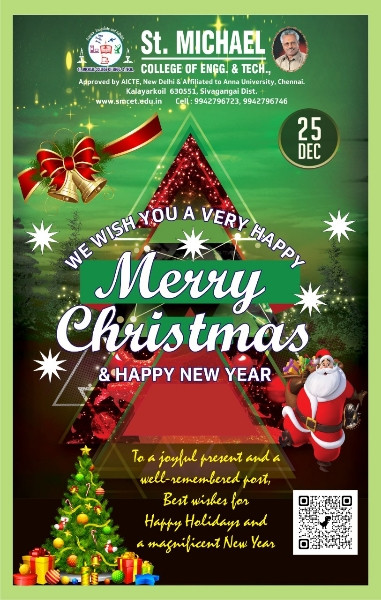 St. MICHAEL
COLLEGE OF ENGG. & TECH.,
Approved by AICTE, New Delhi & Affiliated to Anna University, Chennai.
Kalayarkoil 630551, Sivagangai Dist.
www.smcet.edu.in Cell : 9942796723, 9942796746
25
DEC
WE WISH YOU A VERY HAPPY
Merry
Christmas
& HAPPY NEW YEAR
To a joyful present and a
well-remembered post,
Best wishes for
Happy Holidays and
a magnificent New Year